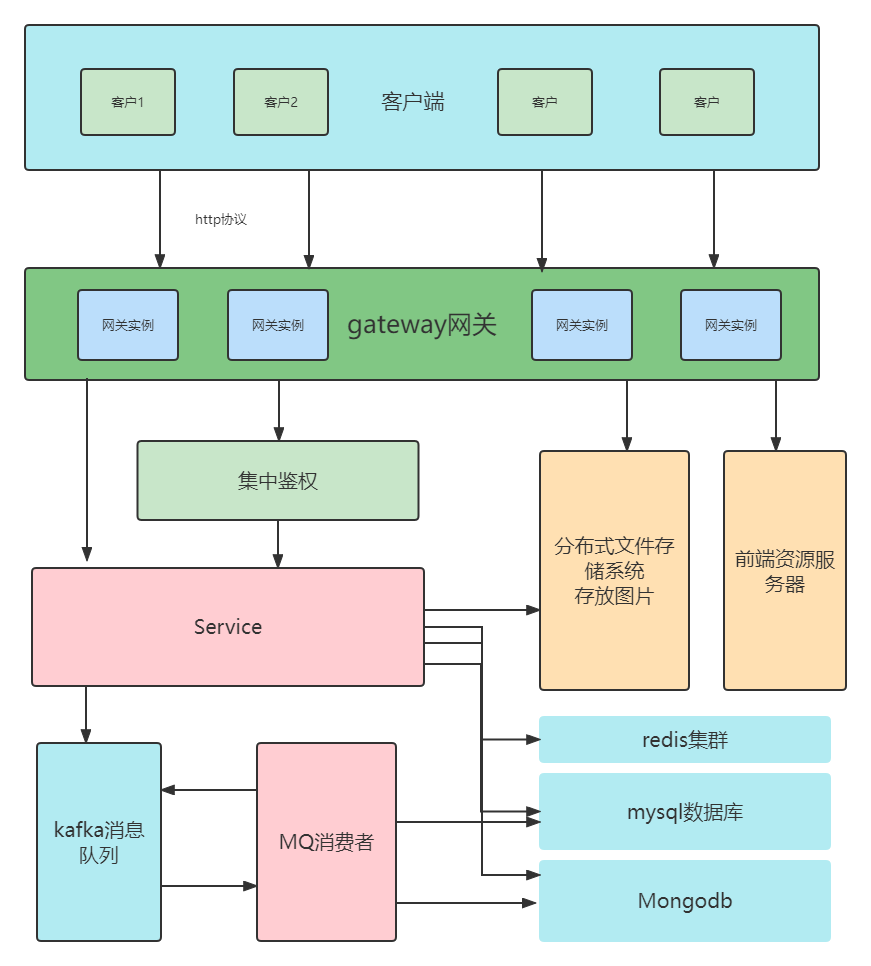 客户1
客户2
客户端
客户
客户
http协议
网关实例
网关实例
gateway网关
网关实例
网关实例
集中鉴权
分布式文件存
储系统
存放图片
前端资源服
务器
Service
redis集群
mysql数据库
kafka消息
队列
MQ消费者
Mongodb